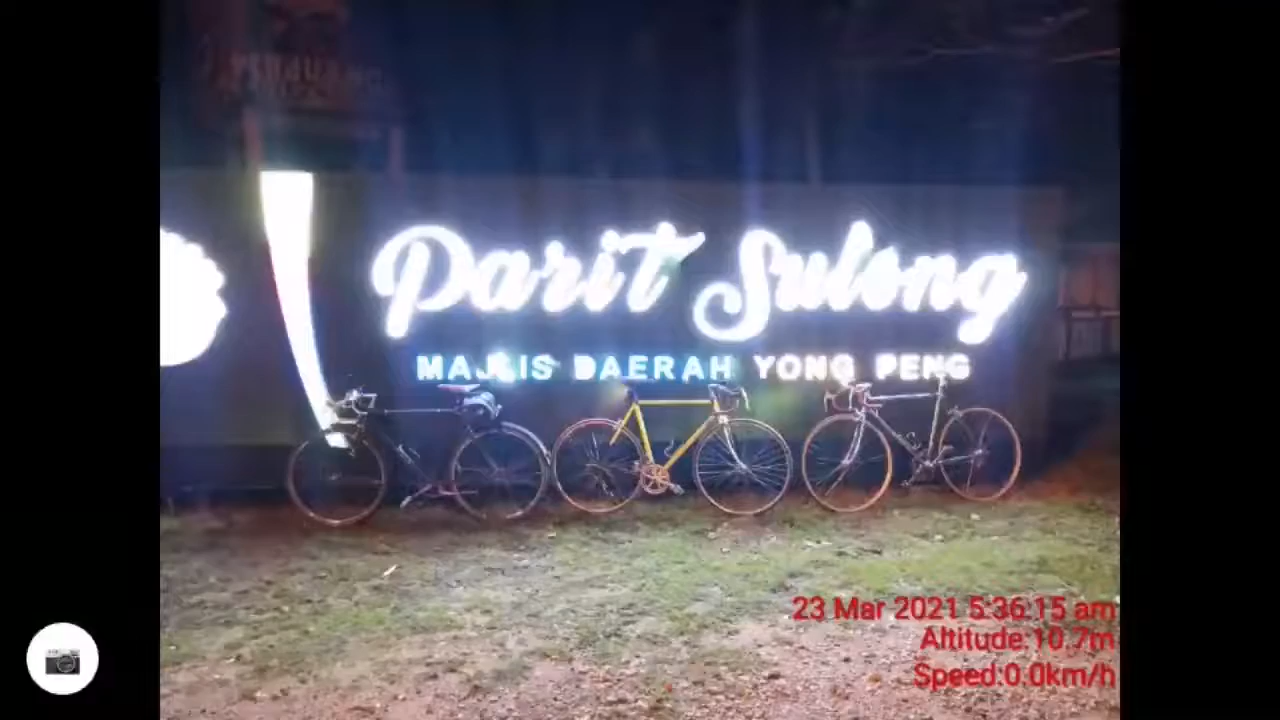 Parit Sulong
MAJLIS DAERAH YONG PENG
23 Mar 2021 5:36:15 am
Altitude:10.7m
Speed:0.0km/h